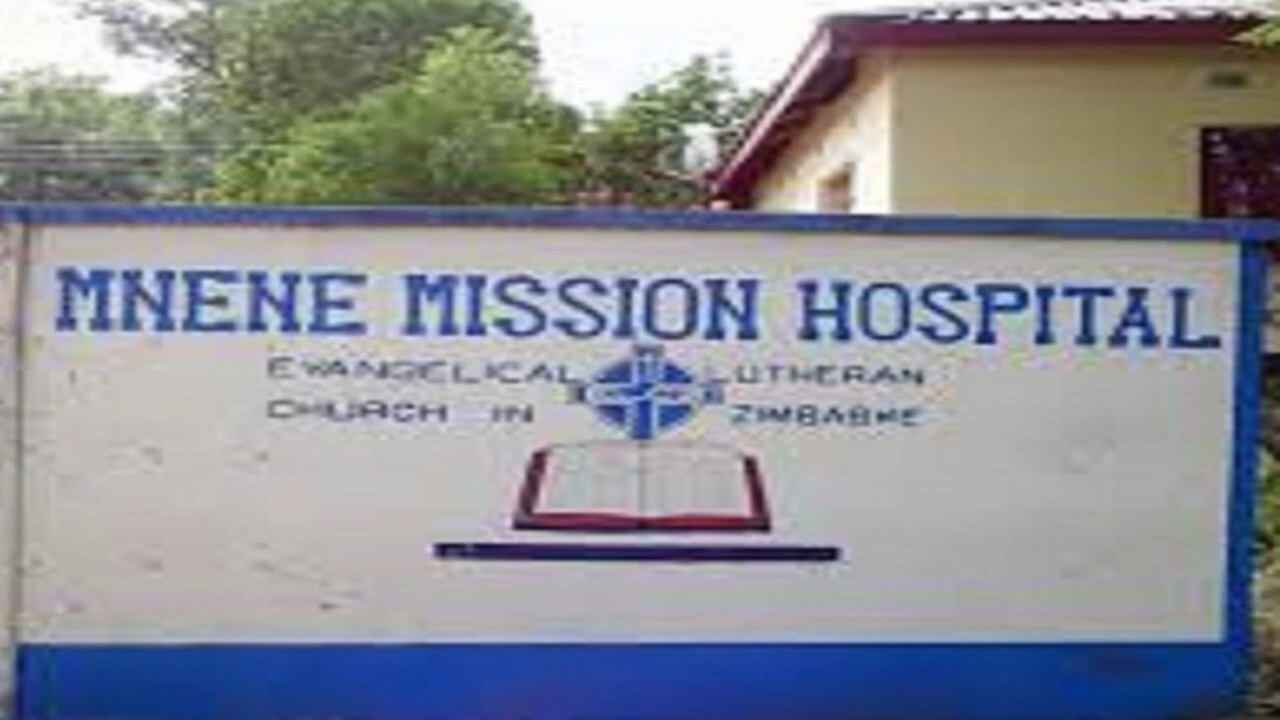 MNENE MISSION HOSPITAL
EVANGELICAL LUTHERAN
CHURCH IN ZIMBABWE